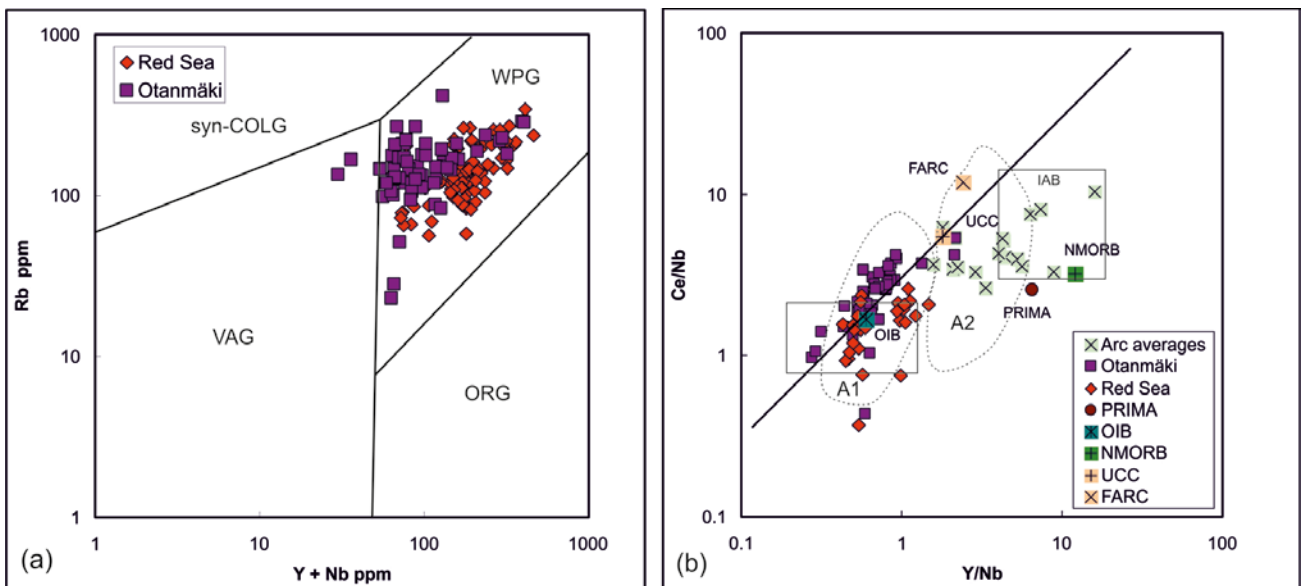 1000
Red Sea
Otanmäki
WPG
syn-COLG
100
Rb ppm
VAG
10
ORG
1
1
10
100
1000
(a)
Y + Nb ppm
100
FARC
IAB
10
UCC
NMORB
Ce/Nb
OIB
A2
PRIMA
1
A1
Arc averages
Otanmäki
Red Sea
PRIMA
OIB
NMORB
UCC
FARC
0.1
0.1
1
10
100
(b)
Y/Nb